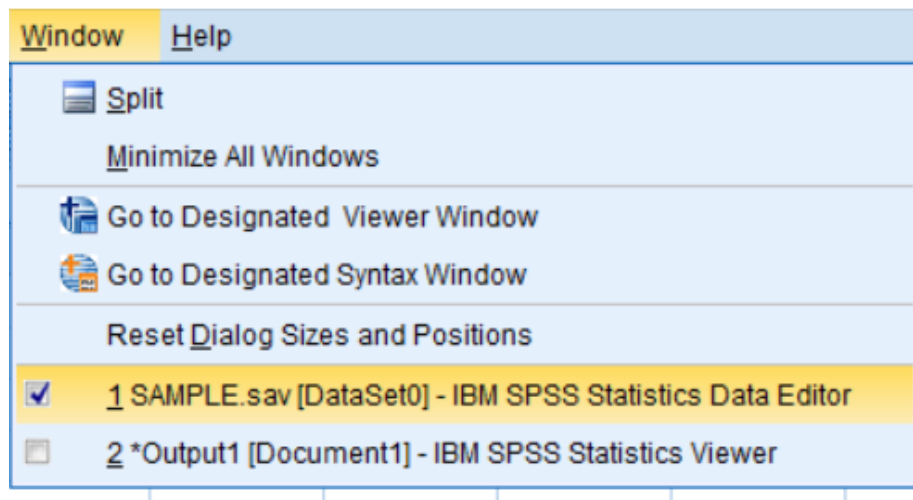 Window Help
Split
Minimize All Windows
Go to Designated Viewer Window
Go to Designated Syntax Window
Reset Dialog Sizes and Positions
1 SAMPLE.sav [DataSet0] - IBM SPSS Statistics Data Editor
2 *Output1 [Document1] - IBM SPSS Statistics Viewer